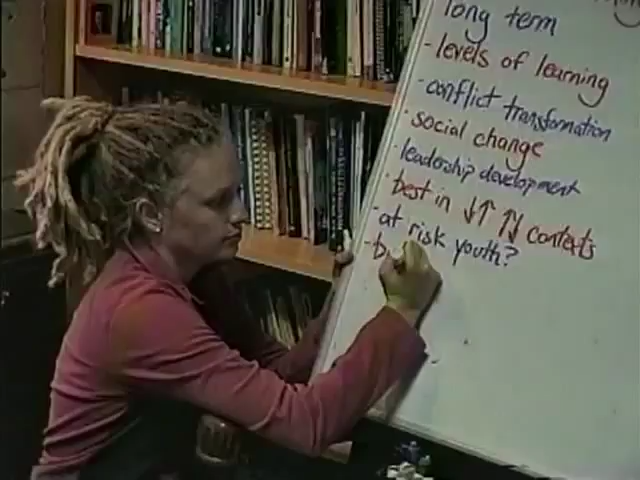 long term
- levels of learning
- conflict transformation
- social change
- leadership development
- best in ↓↑ ↑↓ contexts
- at risk youth?
- b